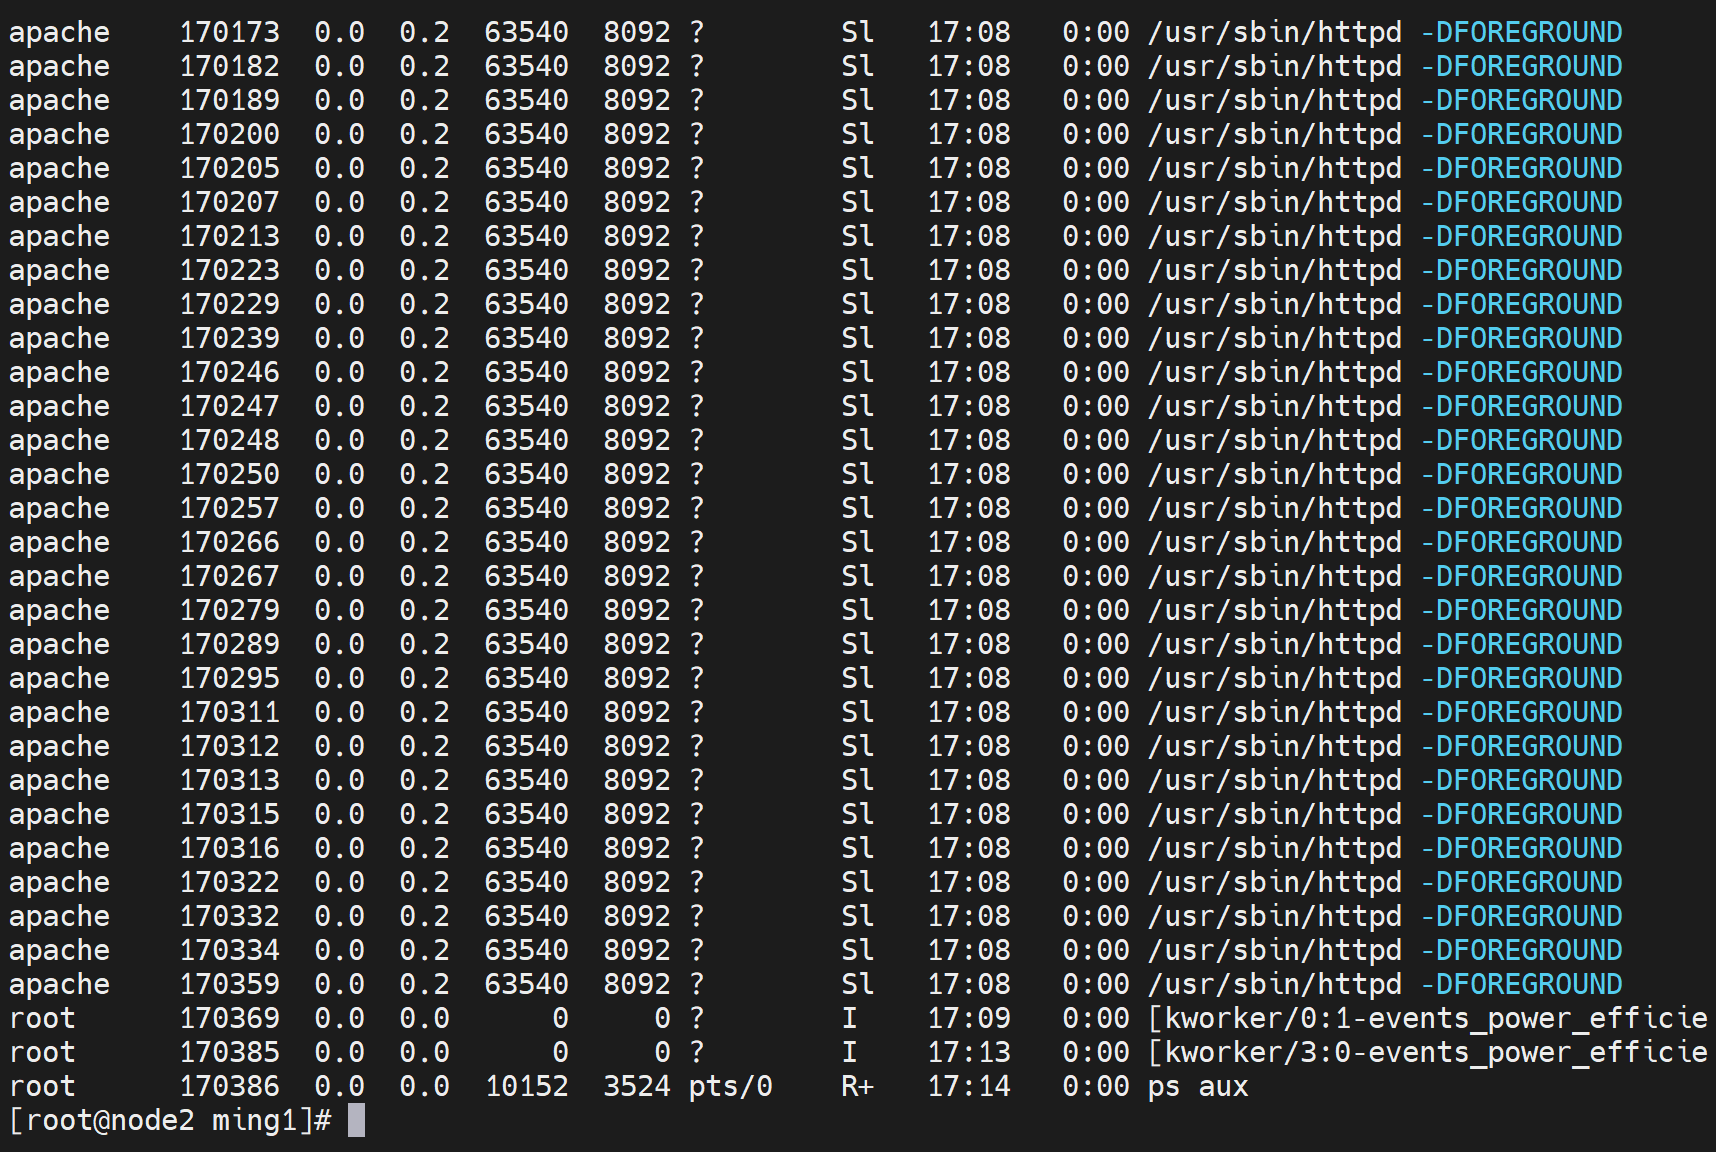 apache    170173  0.0  0.2  63540  8092 ?        Sl   17:08   0:00 /usr/sbin/httpd -DFOREGROUND
apache    170182  0.0  0.2  63540  8092 ?        Sl   17:08   0:00 /usr/sbin/httpd -DFOREGROUND
apache    170189  0.0  0.2  63540  8092 ?        Sl   17:08   0:00 /usr/sbin/httpd -DFOREGROUND
apache    170200  0.0  0.2  63540  8092 ?        Sl   17:08   0:00 /usr/sbin/httpd -DFOREGROUND
apache    170205  0.0  0.2  63540  8092 ?        Sl   17:08   0:00 /usr/sbin/httpd -DFOREGROUND
apache    170207  0.0  0.2  63540  8092 ?        Sl   17:08   0:00 /usr/sbin/httpd -DFOREGROUND
apache    170213  0.0  0.2  63540  8092 ?        Sl   17:08   0:00 /usr/sbin/httpd -DFOREGROUND
apache    170223  0.0  0.2  63540  8092 ?        Sl   17:08   0:00 /usr/sbin/httpd -DFOREGROUND
apache    170229  0.0  0.2  63540  8092 ?        Sl   17:08   0:00 /usr/sbin/httpd -DFOREGROUND
apache    170239  0.0  0.2  63540  8092 ?        Sl   17:08   0:00 /usr/sbin/httpd -DFOREGROUND
apache    170246  0.0  0.2  63540  8092 ?        Sl   17:08   0:00 /usr/sbin/httpd -DFOREGROUND
apache    170247  0.0  0.2  63540  8092 ?        Sl   17:08   0:00 /usr/sbin/httpd -DFOREGROUND
apache    170248  0.0  0.2  63540  8092 ?        Sl   17:08   0:00 /usr/sbin/httpd -DFOREGROUND
apache    170250  0.0  0.2  63540  8092 ?        Sl   17:08   0:00 /usr/sbin/httpd -DFOREGROUND
apache    170257  0.0  0.2  63540  8092 ?        Sl   17:08   0:00 /usr/sbin/httpd -DFOREGROUND
apache    170266  0.0  0.2  63540  8092 ?        Sl   17:08   0:00 /usr/sbin/httpd -DFOREGROUND
apache    170267  0.0  0.2  63540  8092 ?        Sl   17:08   0:00 /usr/sbin/httpd -DFOREGROUND
apache    170279  0.0  0.2  63540  8092 ?        Sl   17:08   0:00 /usr/sbin/httpd -DFOREGROUND
apache    170289  0.0  0.2  63540  8092 ?        Sl   17:08   0:00 /usr/sbin/httpd -DFOREGROUND
apache    170295  0.0  0.2  63540  8092 ?        Sl   17:08   0:00 /usr/sbin/httpd -DFOREGROUND
apache    170311  0.0  0.2  63540  8092 ?        Sl   17:08   0:00 /usr/sbin/httpd -DFOREGROUND
apache    170312  0.0  0.2  63540  8092 ?        Sl   17:08   0:00 /usr/sbin/httpd -DFOREGROUND
apache    170313  0.0  0.2  63540  8092 ?        Sl   17:08   0:00 /usr/sbin/httpd -DFOREGROUND
apache    170315  0.0  0.2  63540  8092 ?        Sl   17:08   0:00 /usr/sbin/httpd -DFOREGROUND
apache    170316  0.0  0.2  63540  8092 ?        Sl   17:08   0:00 /usr/sbin/httpd -DFOREGROUND
apache    170322  0.0  0.2  63540  8092 ?        Sl   17:08   0:00 /usr/sbin/httpd -DFOREGROUND
apache    170332  0.0  0.2  63540  8092 ?        Sl   17:08   0:00 /usr/sbin/httpd -DFOREGROUND
apache    170334  0.0  0.2  63540  8092 ?        Sl   17:08   0:00 /usr/sbin/httpd -DFOREGROUND
apache    170359  0.0  0.2  63540  8092 ?        Sl   17:08   0:00 /usr/sbin/httpd -DFOREGROUND
root      170369  0.0  0.0      0     0 ?        I    17:09   0:00 [kworker/0:1-events_power_efficie
root      170385  0.0  0.0      0     0 ?        I    17:13   0:00 [kworker/3:0-events_power_efficie
root      170386  0.0  0.0  10152  3524 pts/0    R+   17:14   0:00 ps aux
[root@node2 ming1]#